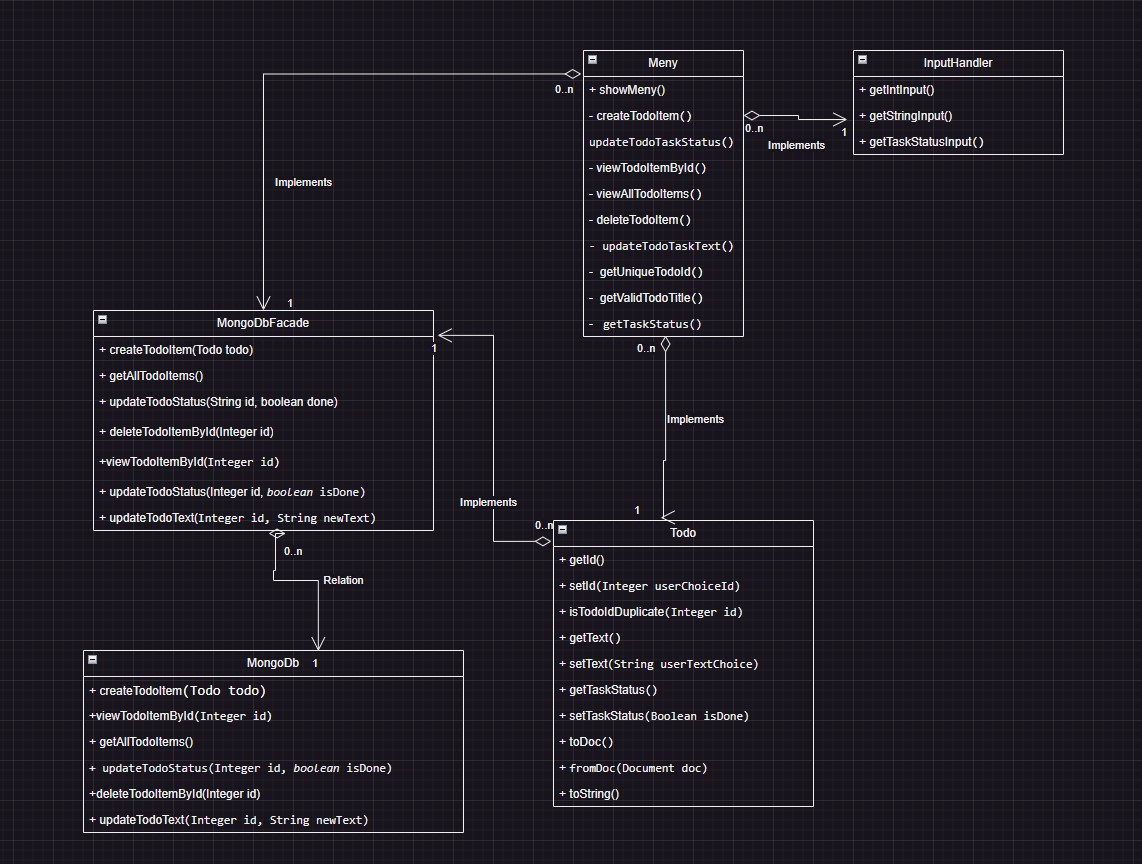 Meny
+ showMeny()
- createTodoItem()
updateTodoTaskStatus()
- viewTodoItemById()
- viewAllTodoItems()
- deleteTodoItem()
- updateTodoTaskText()
- getUniqueTodoId()
- getValidTodoTitle()
- getTaskStatus()
InputHandler
+ getIntInput()
+ getStringInput()
+ getTaskStatusInput()
0..n
0..n
1
Implements
Implements
1
MongoDbFacade
+ createTodoItem(Todo todo)
+ getAllTodoItems()
+ updateTodoStatus(String id, boolean done)
+ deleteTodoItemById(Integer id)
+viewTodoItemById(Integer id)
+ updateTodoStatus(Integer id, boolean isDone)
+ updateTodoText(Integer id, String newText)
1
0..n
Implements
1
Implements
0..n
0..n
Relation
Todo
+ getId()
+ setId(Integer userChoiceId)
+ isTodoIdDuplicate(Integer id)
+ getText()
+ setText(String userTextChoice)
+ getTaskStatus()
+ setTaskStatus(Boolean isDone)
+ toDoc()
+ fromDoc(Document doc)
+ toString()
MongoDb
1
+ createTodoItem(Todo todo)
+viewTodoItemById(Integer id)
+ getAllTodoItems()
+ updateTodoStatus(Integer id, boolean isDone)
+deleteTodoItemById(Integer id)
+ updateTodoText(Integer id, String newText)